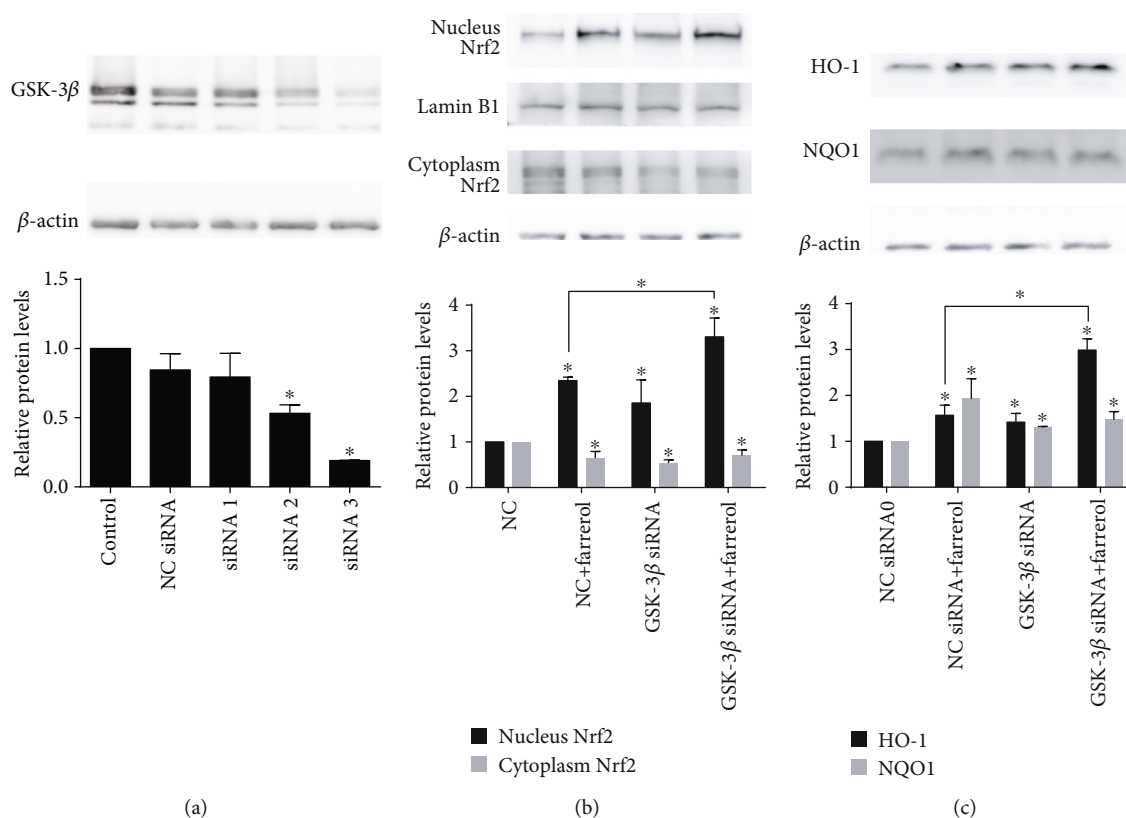 GSK-3β
β-actin
Relative protein levels
1.5
1.0
0.5
0.0
*
*
Control
NC siRNA
siRNA 1
siRNA 2
siRNA 3
(a)
Nucleus
Nrf2
Lamin B1
Cytoplasm
Nrf2
β-actin
Relative protein levels
4
3
2
1
0
*
*
*
*
*
*
*
NC
NC+farrerol
GSK-3β siRNA
GSK-3β siRNA+farrerol
Nucleus Nrf2
Cytoplasm Nrf2
(b)
HO-1
NQO1
β-actin
Relative protein levels
4
3
2
1
0
*
*
*
*
*
*
*
NC siRNA0
NC siRNA+farrerol
GSK-3β siRNA
GSK-3β siRNA+farrerol
HO-1
NQO1
(c)